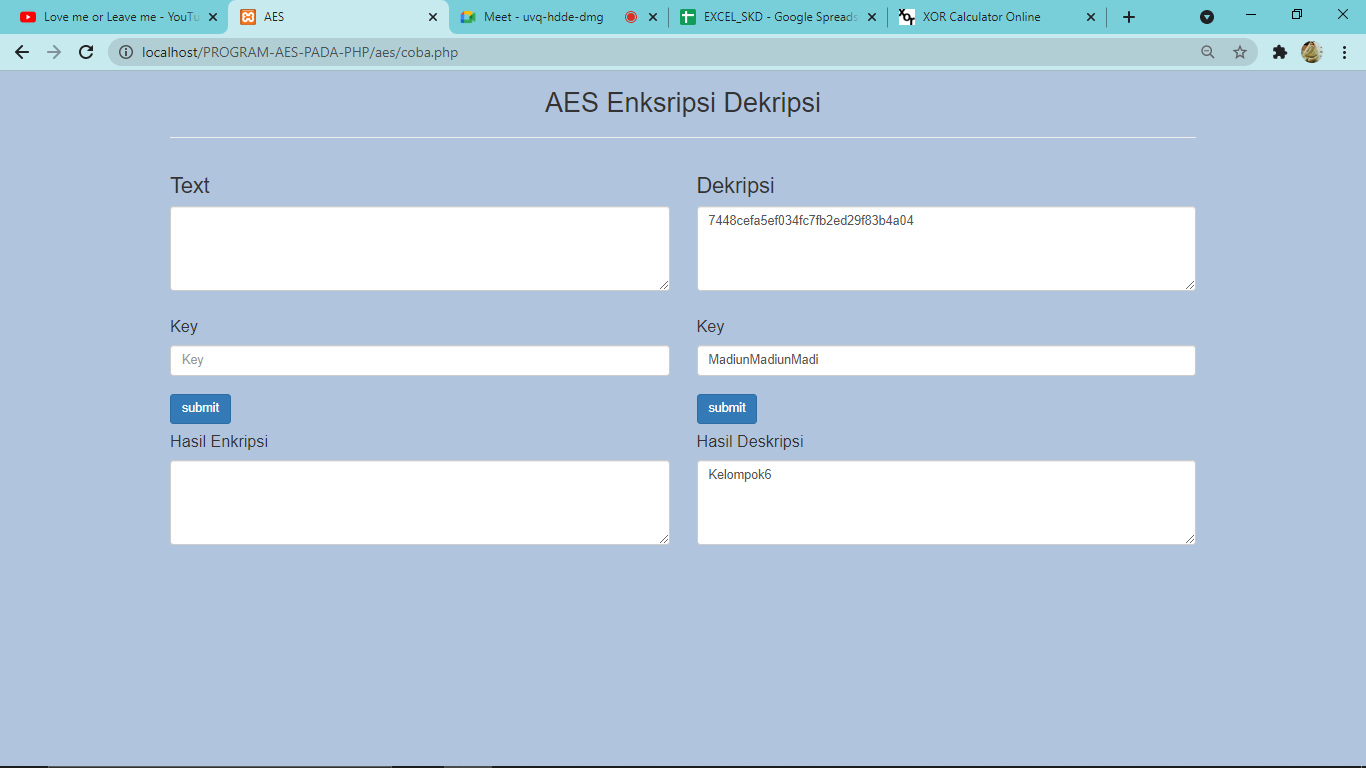 Love me or Leave me - YouTu
AES
Meet - uvq-hdde-dmg
EXCEL_SKD - Google Spreads
XOR Calculator Online
localhost/PROGRAM-AES-PADA-PHP/aes/coba.php
AES Enksripsi Dekripsi
Text
Key
Key
submit
Hasil Enkripsi
Dekripsi
7448cefa5ef034fc7fb2ed29f83b4a04
Key
MadiunMadiunMadi
submit
Hasil Deskripsi
Kelompok6